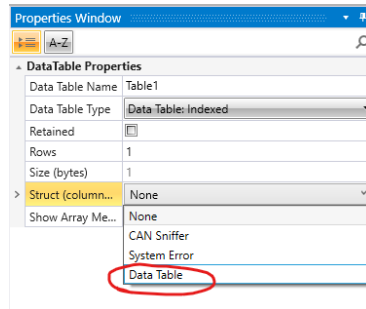 Properties Window
A-Z
DataTable Properties
Data Table Name Table1
Data Table Type Data Table: Indexed
Retained
Rows 1
Size (bytes) 1
Struct (column... None
Show Array Me... None
CAN Sniffer
System Error
Data Table